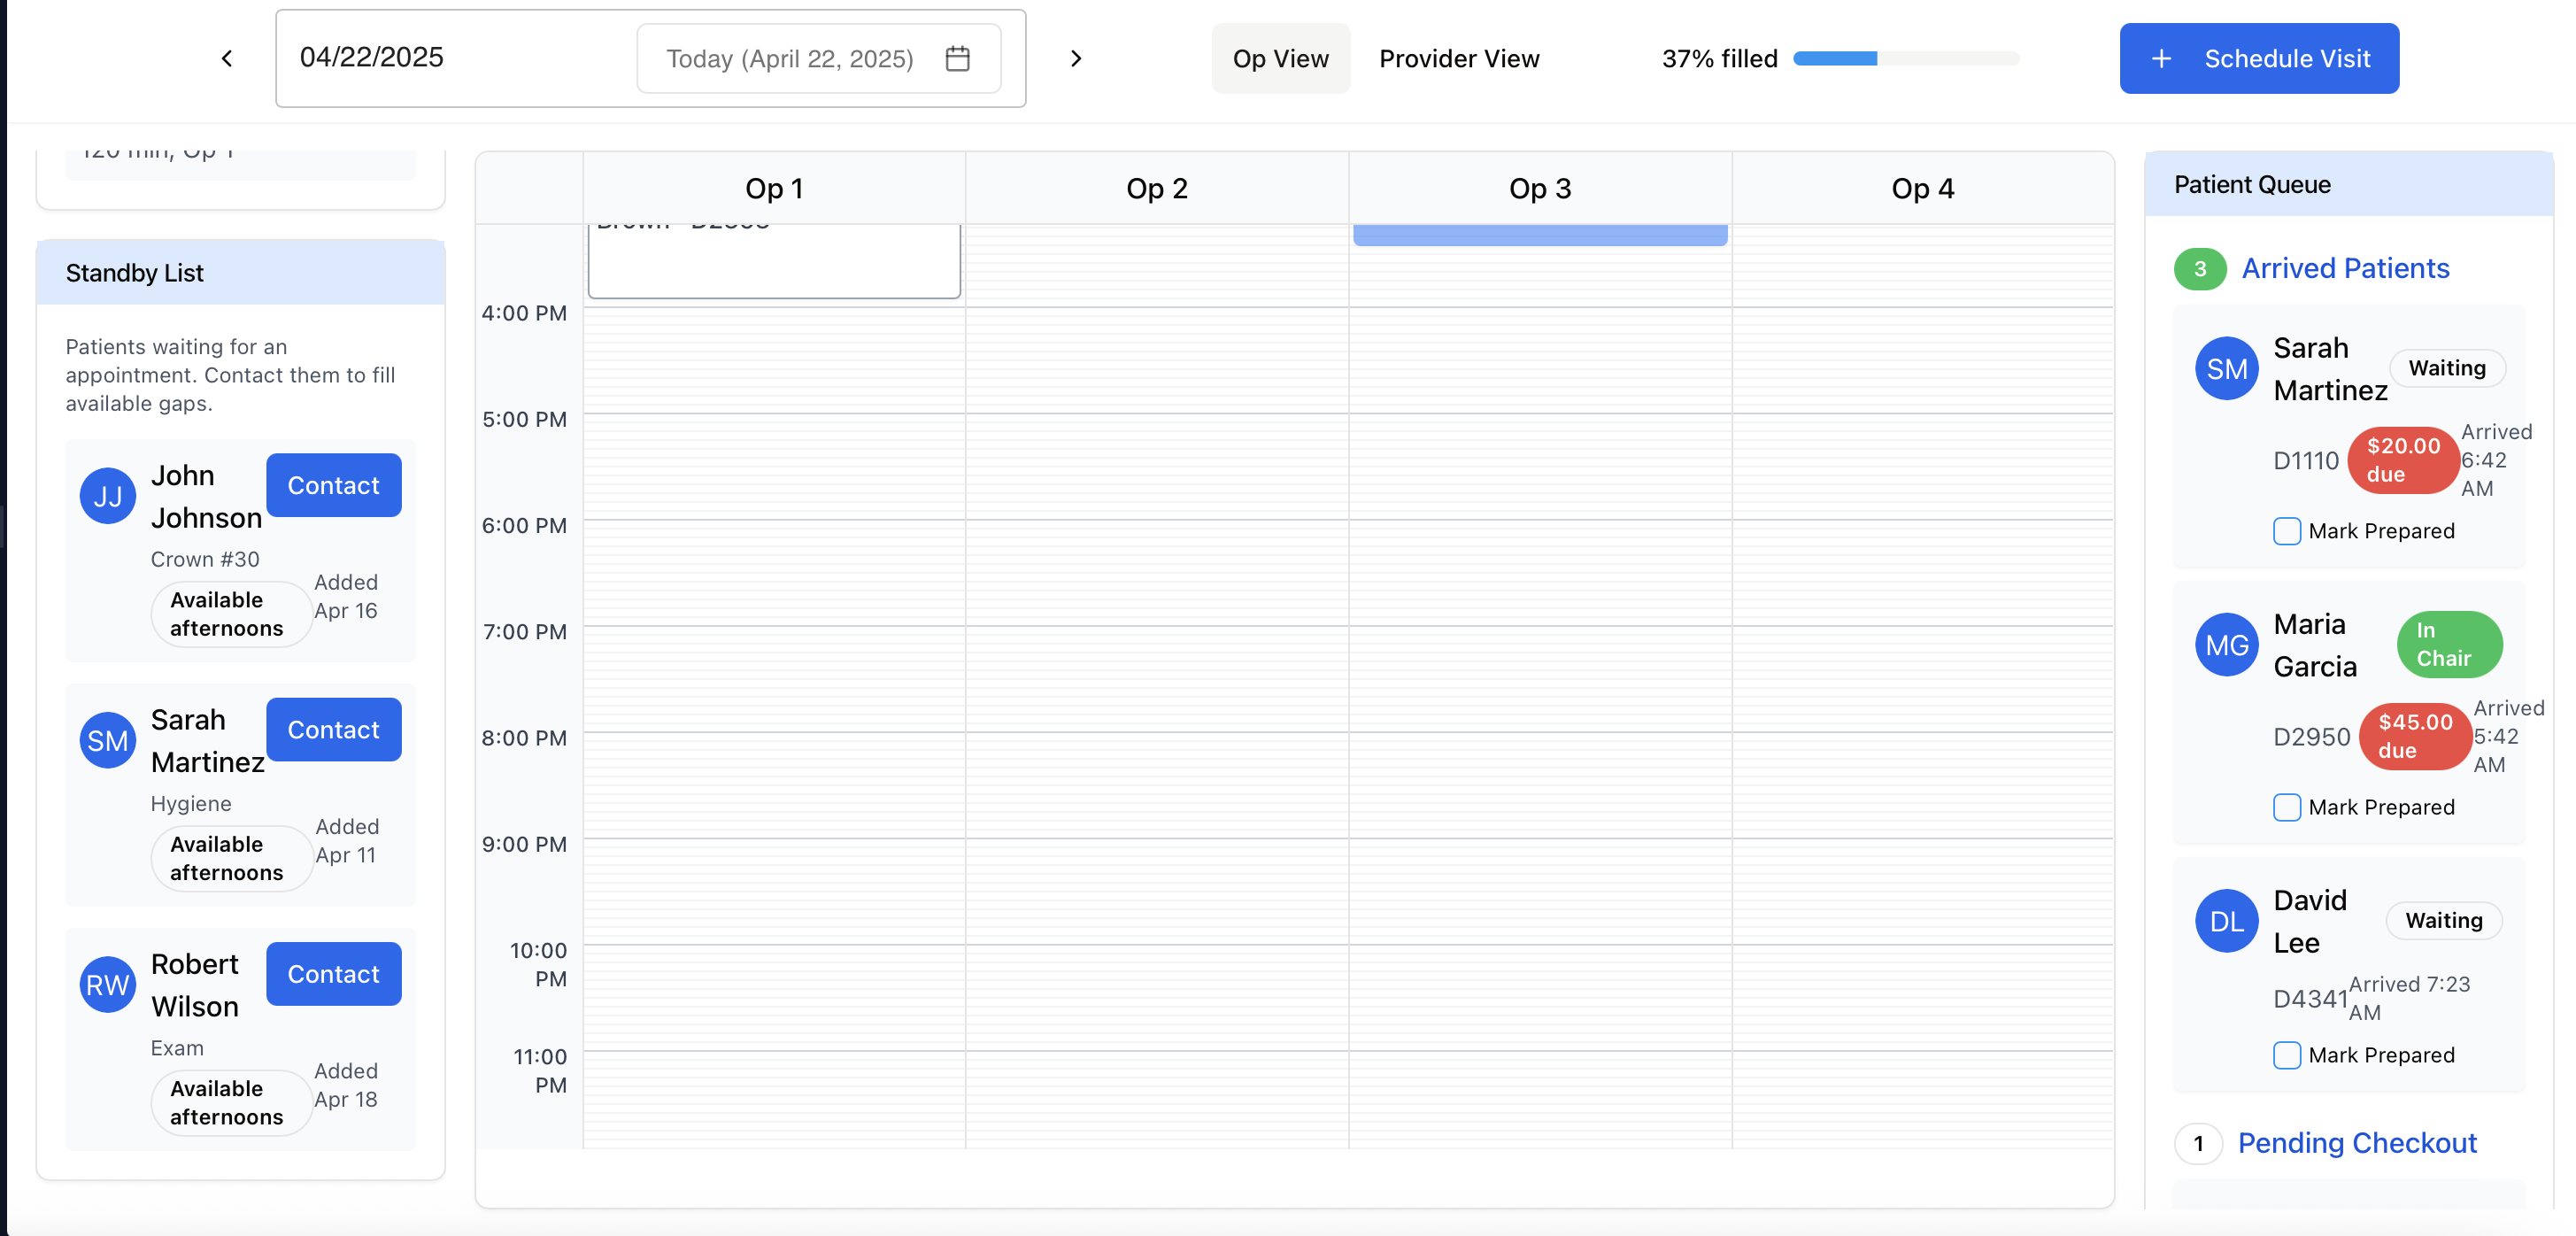 04/22/2025
Today (April 22, 2025)
Op View
Provider View
37% filled
Schedule Visit
120 min, Op 1
Standby List
Patients waiting for an
appointment. Contact them to fill
available gaps.
JJ
John
Johnson
Contact
Crown #30
Available
afternoons
Added
Apr 16
SM
Sarah
Martinez
Contact
Hygiene
Available
afternoons
Added
Apr 11
RW
Robert
Wilson
Contact
Exam
Available
afternoons
Added
Apr 18
Op 1
Op 2
Op 3
Op 4
4:00 PM
5:00 PM
6:00 PM
7:00 PM
8:00 PM
9:00 PM
10:00
PM
11:00
PM
Patient Queue
3
Arrived Patients
SM
Sarah
Martinez
Waiting
D1110
$20.00
due
Arrived
6:42
AM
Mark Prepared
MG
Maria
Garcia
In
Chair
D2950
$45.00
due
Arrived
5:42
AM
Mark Prepared
DL
David
Lee
Waiting
D4341
Arrived 7:23
AM
Mark Prepared
1
Pending Checkout